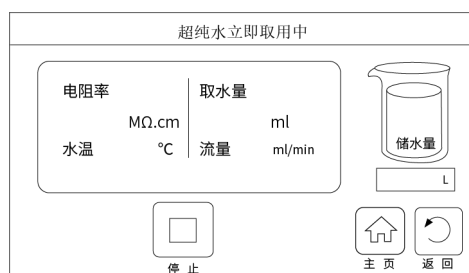 超纯水立即取用中
电阻率 取水量
MΩ.cm ml
水温 ℃ 流量 ml/min
储水量
L
停 止 主 页 返 回